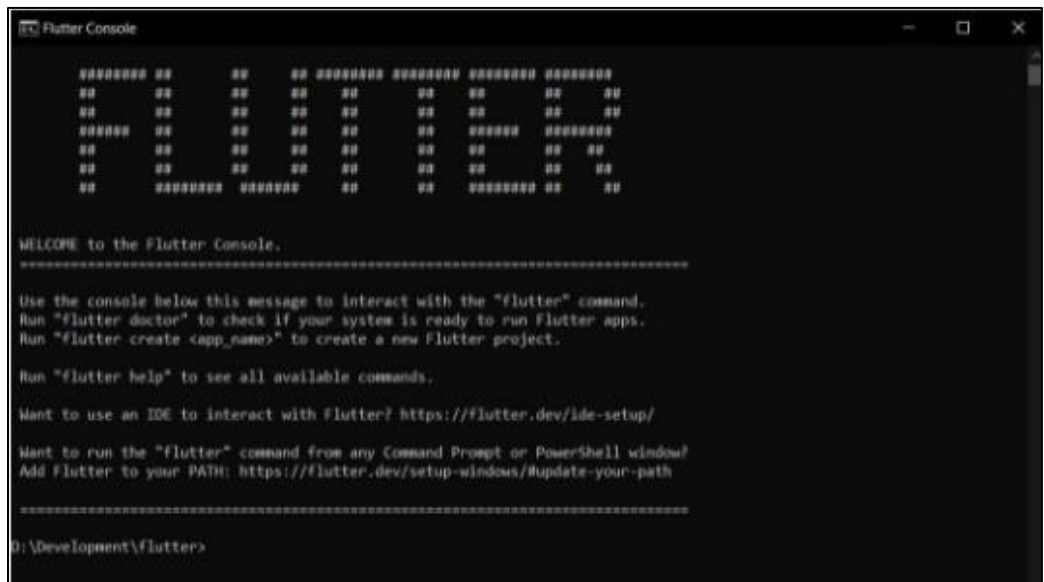 Flutter Console
FLUTTER
WELCOME to the Flutter Console.
================================================================================
Use the console below this message to interact with the "flutter" command.
Run "flutter doctor" to check if your system is ready to run Flutter apps.
Run "flutter create <app_name>" to create a new Flutter project.
Run "flutter help" to see all available commands.
Want to use an IDE to interact with Flutter? https://flutter.dev/ide-setup/
Want to run the "flutter" command from any Command Prompt or PowerShell window?
Add Flutter to your PATH: https://flutter.dev/setup-windows/#update-your-path
================================================================================
D:\Development\flutter>